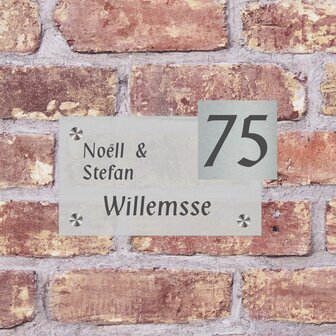 75
Noëll &
Stefan
Willemsse